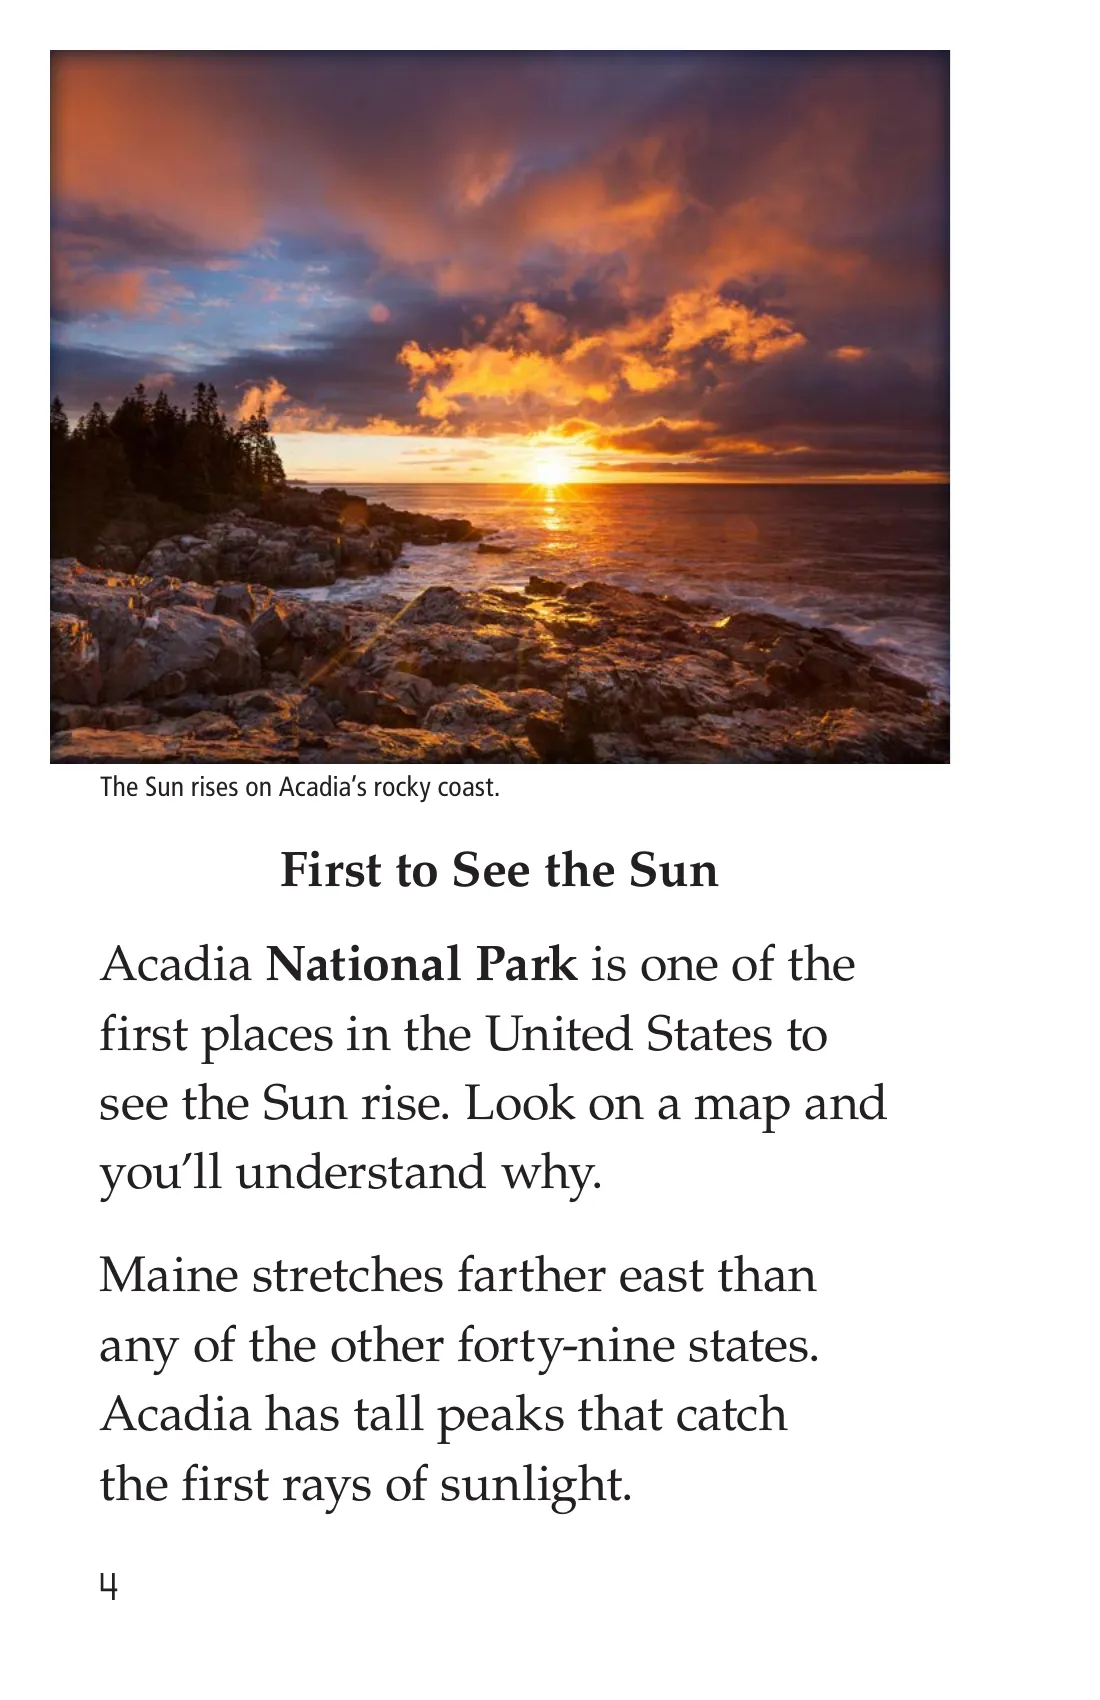 The Sun rises on Acadia’s rocky coast.
First to See the Sun
Acadia National Park is one of the
first places in the United States to
see the Sun rise. Look on a map and
you’ll understand why.
Maine stretches farther east than
any of the other forty-nine states.
Acadia has tall peaks that catch
the first rays of sunlight.
4